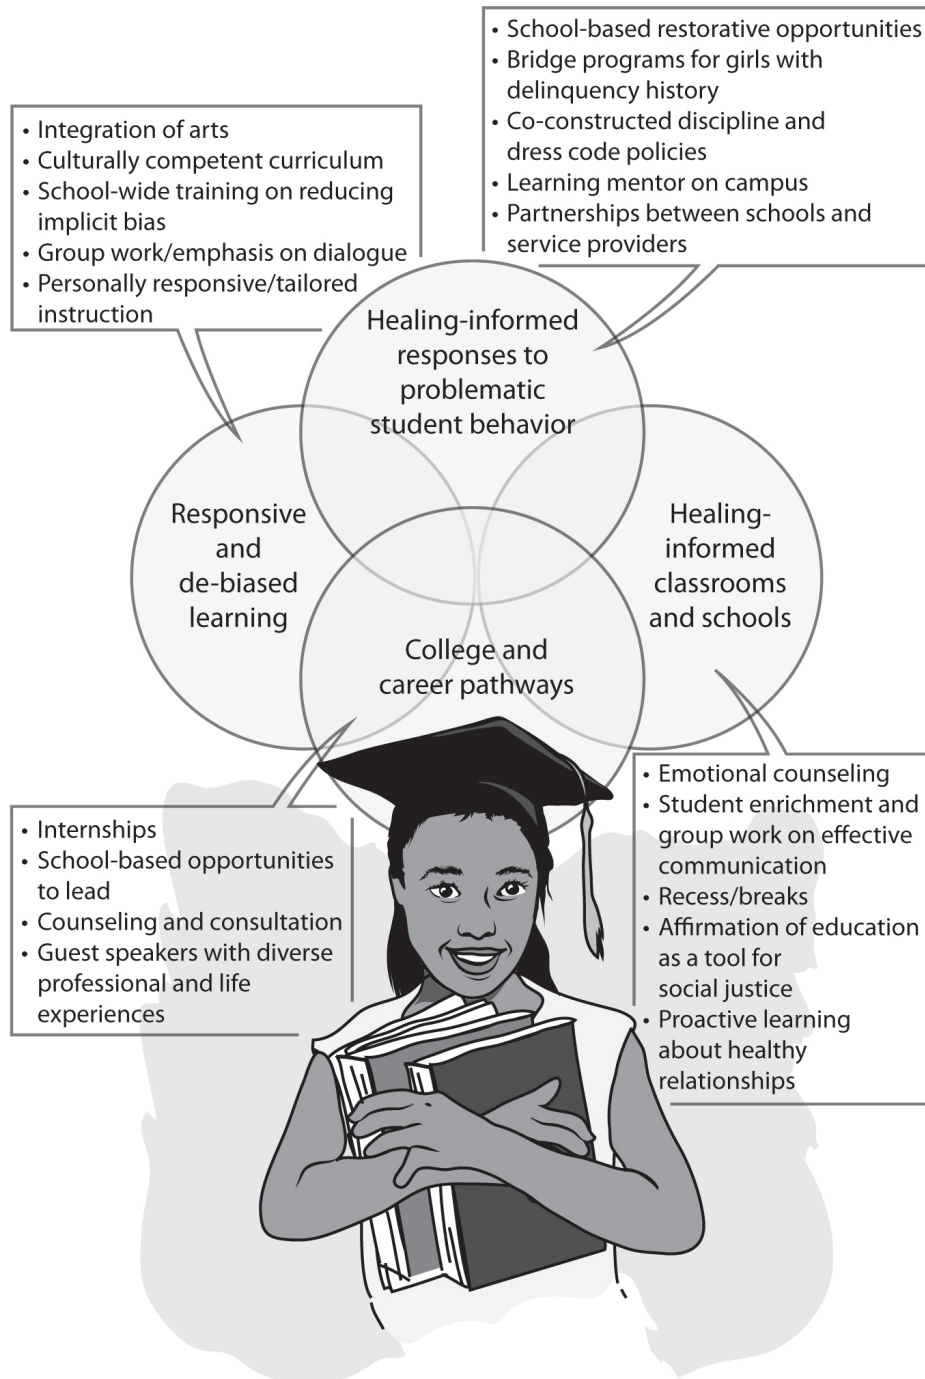 • School-based restorative opportunities
• Bridge programs for girls with
delinquency history
• Co-constructed discipline and
dress code policies
• Learning mentor on campus
• Partnerships between schools and
service providers
• Integration of arts
• Culturally competent curriculum
• School-wide training on reducing
implicit bias
• Group work/emphasis on dialogue
• Personally responsive/tailored
instruction
Healing-informed
responses to
problematic
student behavior
Responsive
and
de-biased
learning
Healing-
informed
classrooms
and schools
College and
career pathways
• Internships
• School-based opportunities
to lead
• Counseling and consultation
• Guest speakers with diverse
professional and life
experiences
• Emotional counseling
• Student enrichment and
group work on effective
communication
• Recess/breaks
• Affirmation of education
as a tool for
social justice
• Proactive learning
about healthy
relationships